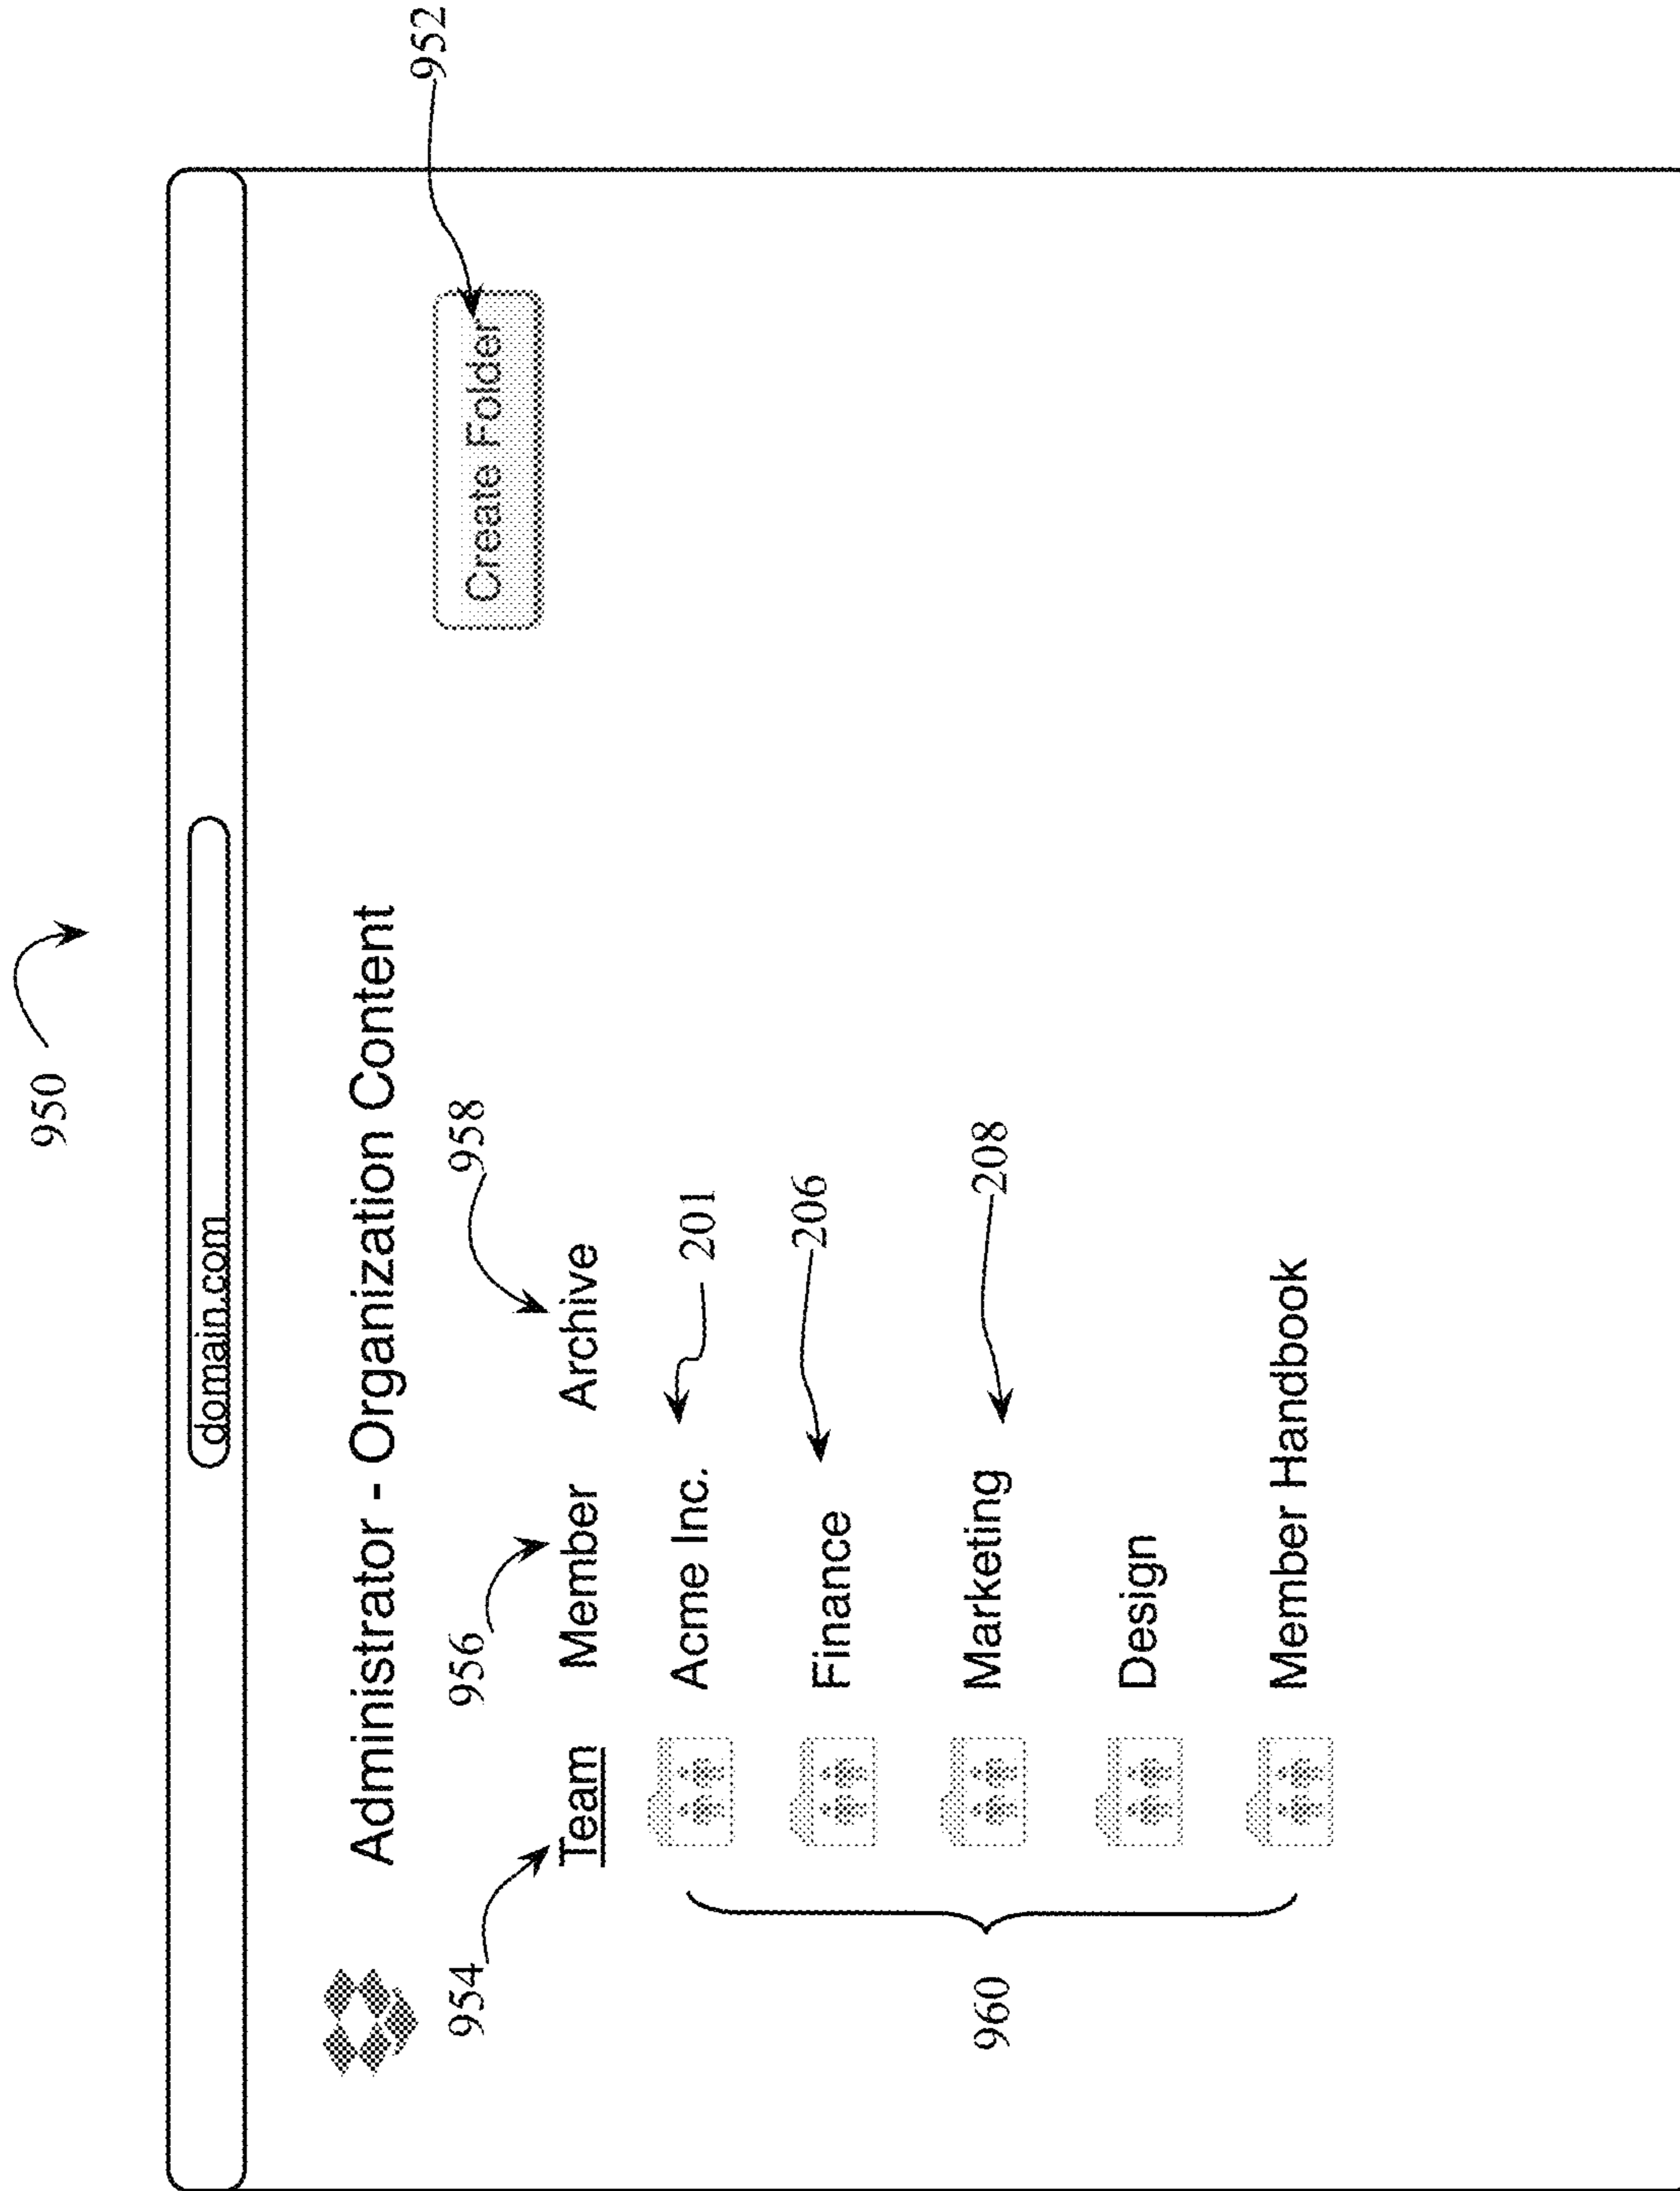 950
domain.com
952
Administrator - Organization Content
954
956
958
Create Folder
Team Member Archive
Acme Inc. 201
Finance 206
Marketing 208
960
Design
Member Handbook